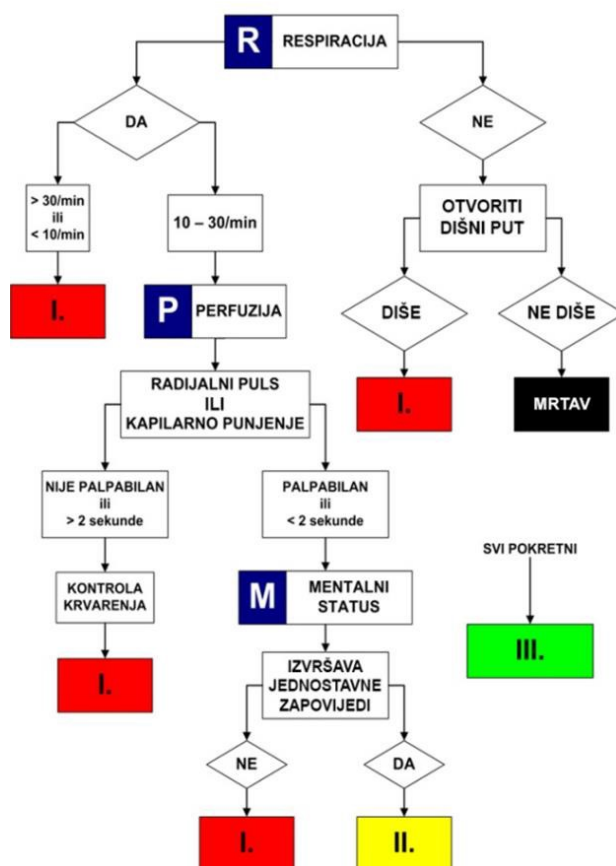 R RESPIRACIJA
DA
NE
> 30/min
ili
< 10/min
10 – 30/min
OTVORITI
DIŠNI PUT
I.
P PERFUZIJA
DIŠE
NE DIŠE
RADIJALNI PULS
ILI
KAPILARNO PUNJENJE
I.
MRTAV
NIJE PALPABILAN
ili
> 2 sekunde
PALPABILAN
ili
< 2 sekunde
KONTROLA
KRVARENJA
M MENTALNI
STATUS
SVI POKRETNI
I.
III.
IZVRŠAVA
JEDNOSTAVNE
ZAPOVIJEDI
NE
DA
I.
II.